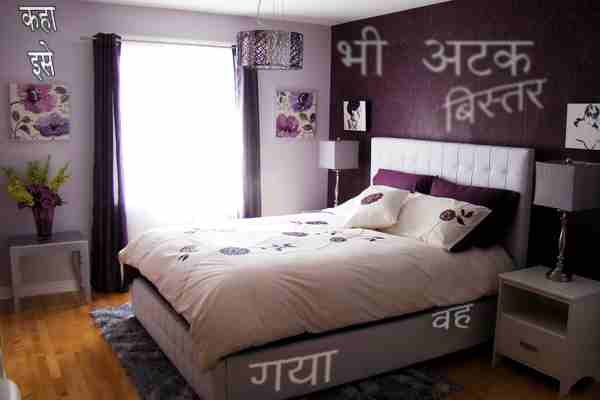 कहा
इसे
भी अटक
बिस्तर
वह
गया